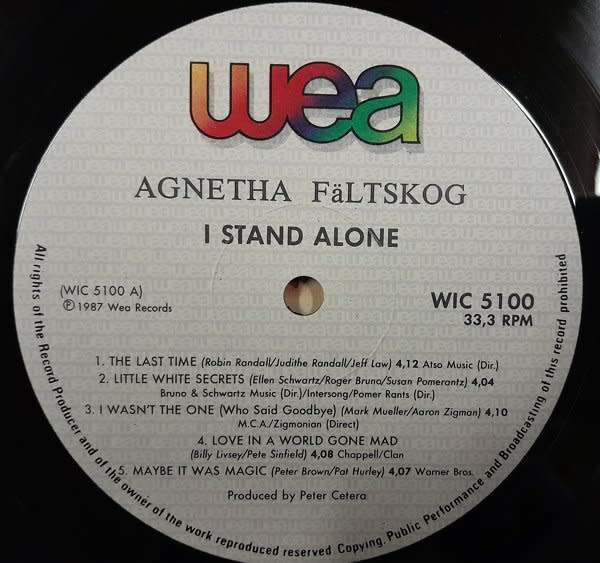 wea
AGNETHA FäLTSKOG
I STAND ALONE
(WIC 5100 A)
℗ 1987 Wea Records
WIC 5100
33,3 RPM
1. THE LAST TIME (Robin Randall/Judithe Randall/Jeff Law) 4,12 Atso Music (Dir.)
2. LITTLE WHITE SECRETS (Ellen Schwartz/Roger Bruno/Susan Pomerantz) 4,04
Bruno & Schwartz Music (Dir.)/Intersong/Pomer Rants (Dir.)
3. I WASN'T THE ONE (Who Said Goodbye) (Mark Mueller/Aaron Zigman) 4,10
M.C.A./Zigmonian (Direct)
4. LOVE IN A WORLD GONE MAD
(Billy Livsey/Pete Sinfield) 4,08 Chappell/Clan
5. MAYBE IT WAS MAGIC (Peter Brown/Pat Hurley) 4,07 Warner Bros.
Produced by Peter Cetera
All rights of the Record Producer and of the owner of the work reproduced reserved. Copying, Public Performance and Broadcasting of this record prohibited